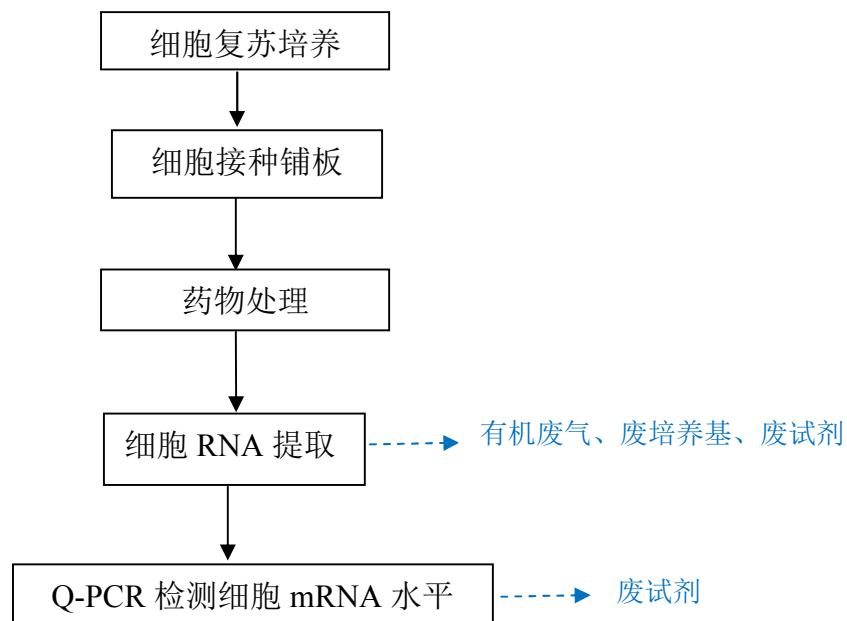 细胞复苏培养
细胞接种铺板
药物处理
细胞 RNA 提取
有机废气、废培养基、废试剂
Q-PCR 检测细胞 mRNA 水平
废试剂